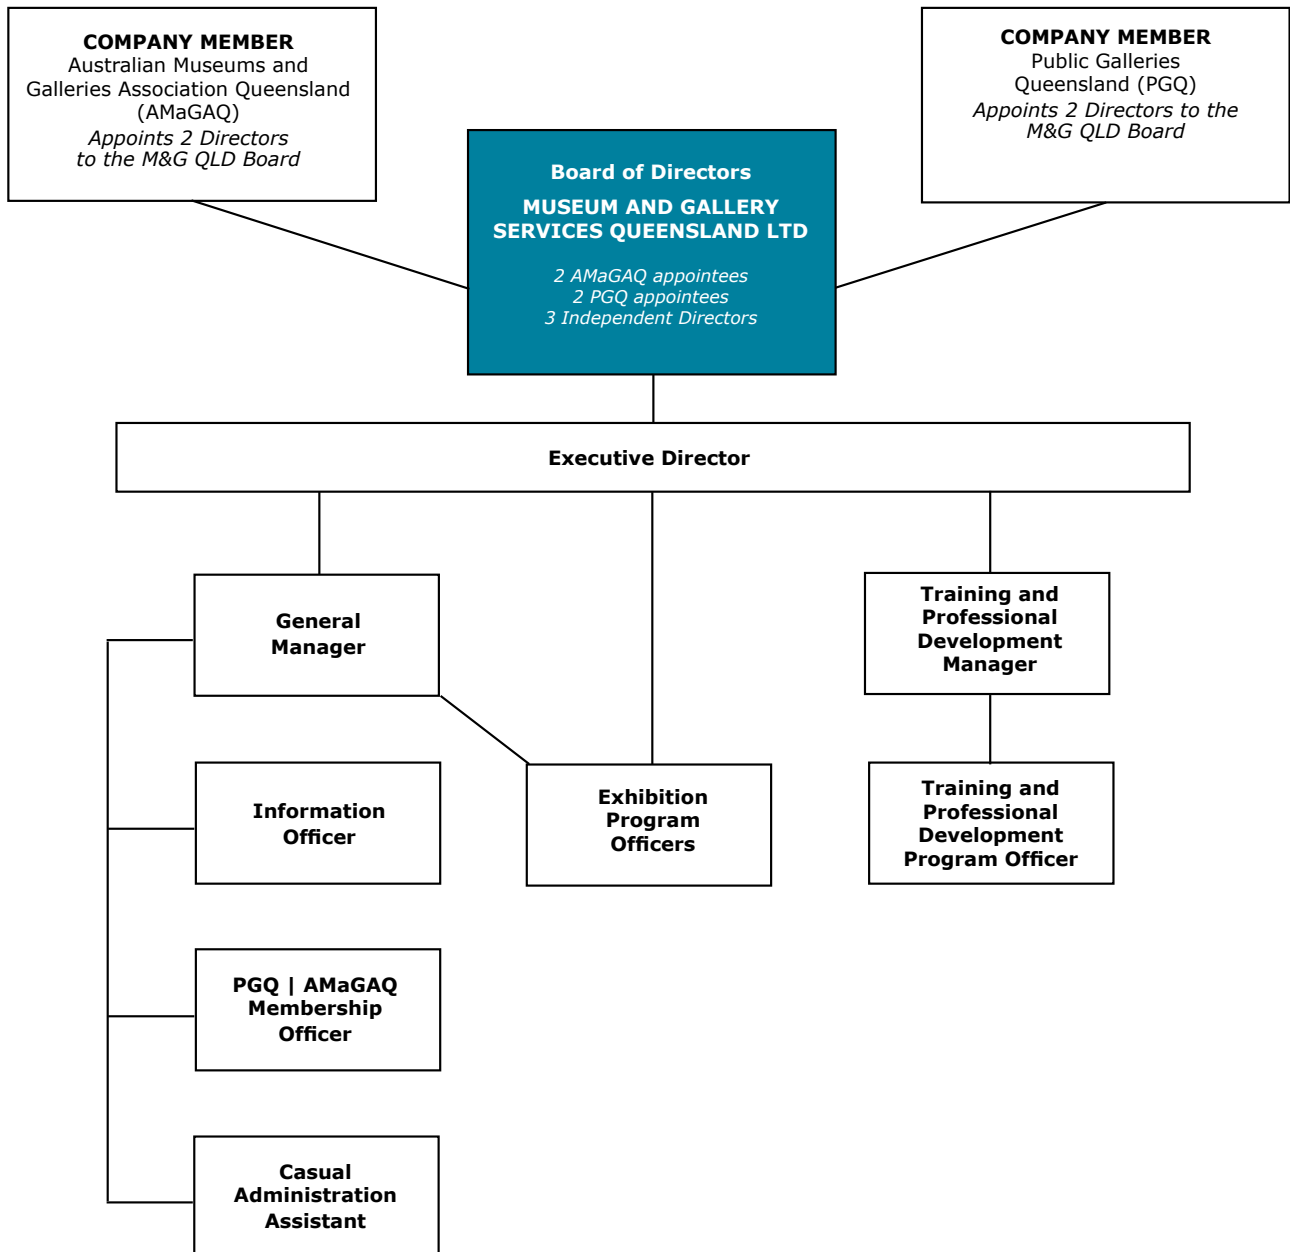 COMPANY MEMBER
Australian Museums and
Galleries Association Queensland
(AMaGAQ)
Appoints 2 Directors
to the M&G QLD Board
COMPANY MEMBER
Public Galleries
Queensland (PGQ)
Appoints 2 Directors to the
M&G QLD Board
Board of Directors
MUSEUM AND GALLERY
SERVICES QUEENSLAND LTD
2 AMaGAQ appointees
2 PGQ appointees
3 Independent Directors
Executive Director
General
Manager
Training and
Professional
Development
Manager
Information
Officer
Exhibition
Program
Officers
Training and
Professional
Development
Program Officer
PGQ | AMaGAQ
Membership
Officer
Casual
Administration
Assistant